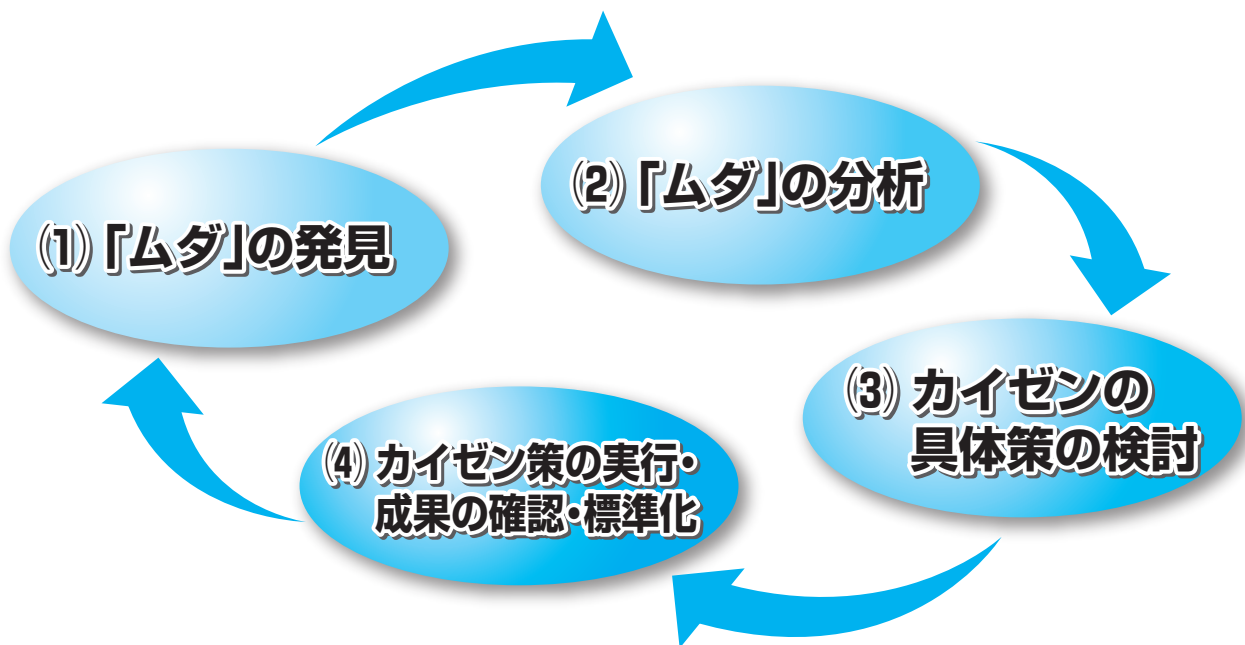 (1)「ムダ」の発見
(2)「ムダ」の分析
(3) カイゼンの
具体策の検討
(4) カイゼン策の実行・
成果の確認・標準化